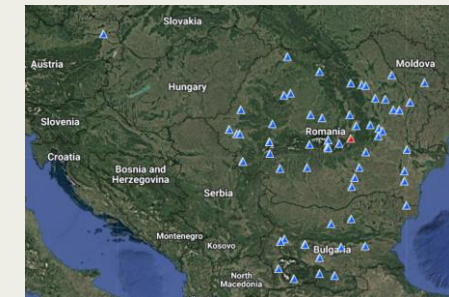 Slovakia
Austria
Moldova
Hungary
Slovenia
Romania
Croatia
Bosnia and
Herzegovina
Serbia
Montenegro
Kosovo
Bulgaria
North
Macedonia